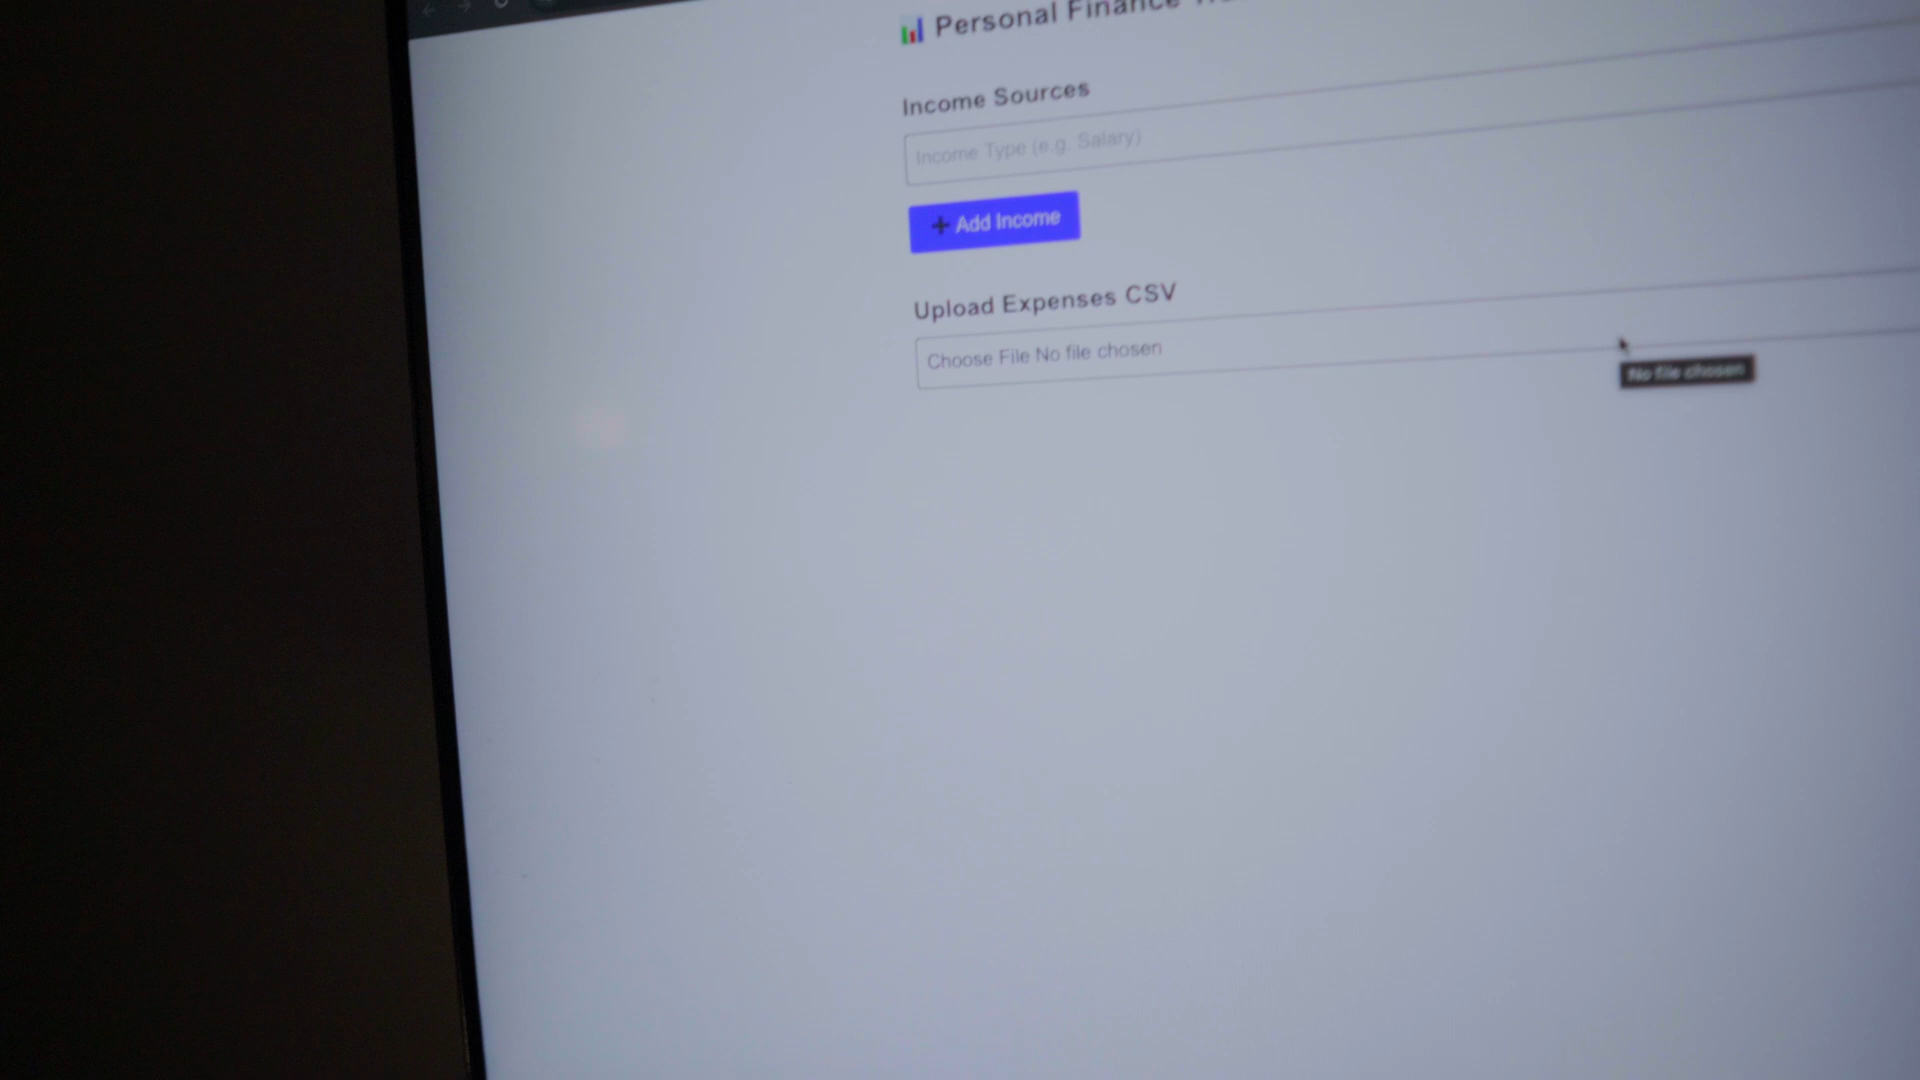 Personal Finance
Income Sources
Income Type (e.g. Salary)
Add Income
Upload Expenses CSV
Choose File No file chosen
No file chosen